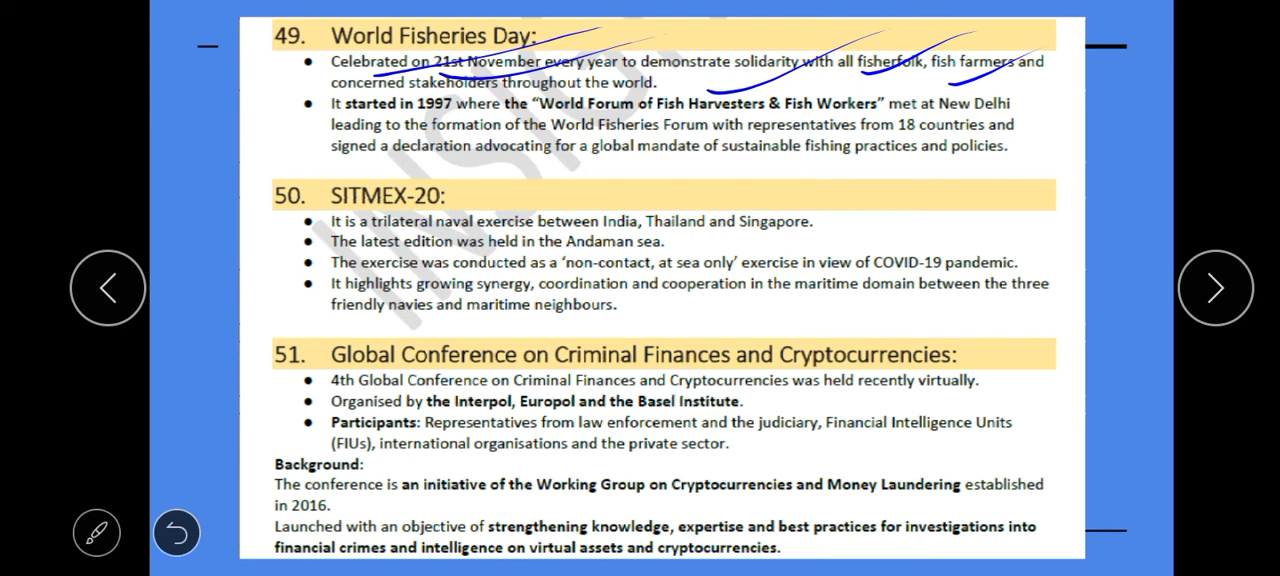 49. World Fisheries Day:
• Celebrated on 21st November every year to demonstrate solidarity with all fisherfolk, fish farmers and
concerned stakeholders throughout the world.
• It started in 1997 where the “World Forum of Fish Harvesters & Fish Workers” met at New Delhi
leading to the formation of the World Fisheries Forum with representatives from 18 countries and
signed a declaration advocating for a global mandate of sustainable fishing practices and policies.
50. SITMEX-20:
• It is a trilateral naval exercise between India, Thailand and Singapore.
• The latest edition was held in the Andaman sea.
• The exercise was conducted as a ‘non-contact, at sea only’ exercise in view of COVID-19 pandemic.
• It highlights growing synergy, coordination and cooperation in the maritime domain between the three
friendly navies and maritime neighbours.
51. Global Conference on Criminal Finances and Cryptocurrencies:
• 4th Global Conference on Criminal Finances and Cryptocurrencies was held recently virtually.
• Organised by the Interpol, Europol and the Basel Institute.
• Participants: Representatives from law enforcement and the judiciary, Financial Intelligence Units
(FIUs), international organisations and the private sector.
Background:
The conference is an initiative of the Working Group on Cryptocurrencies and Money Laundering established
in 2016.
Launched with an objective of strengthening knowledge, expertise and best practices for investigations into
financial crimes and intelligence on virtual assets and cryptocurrencies.